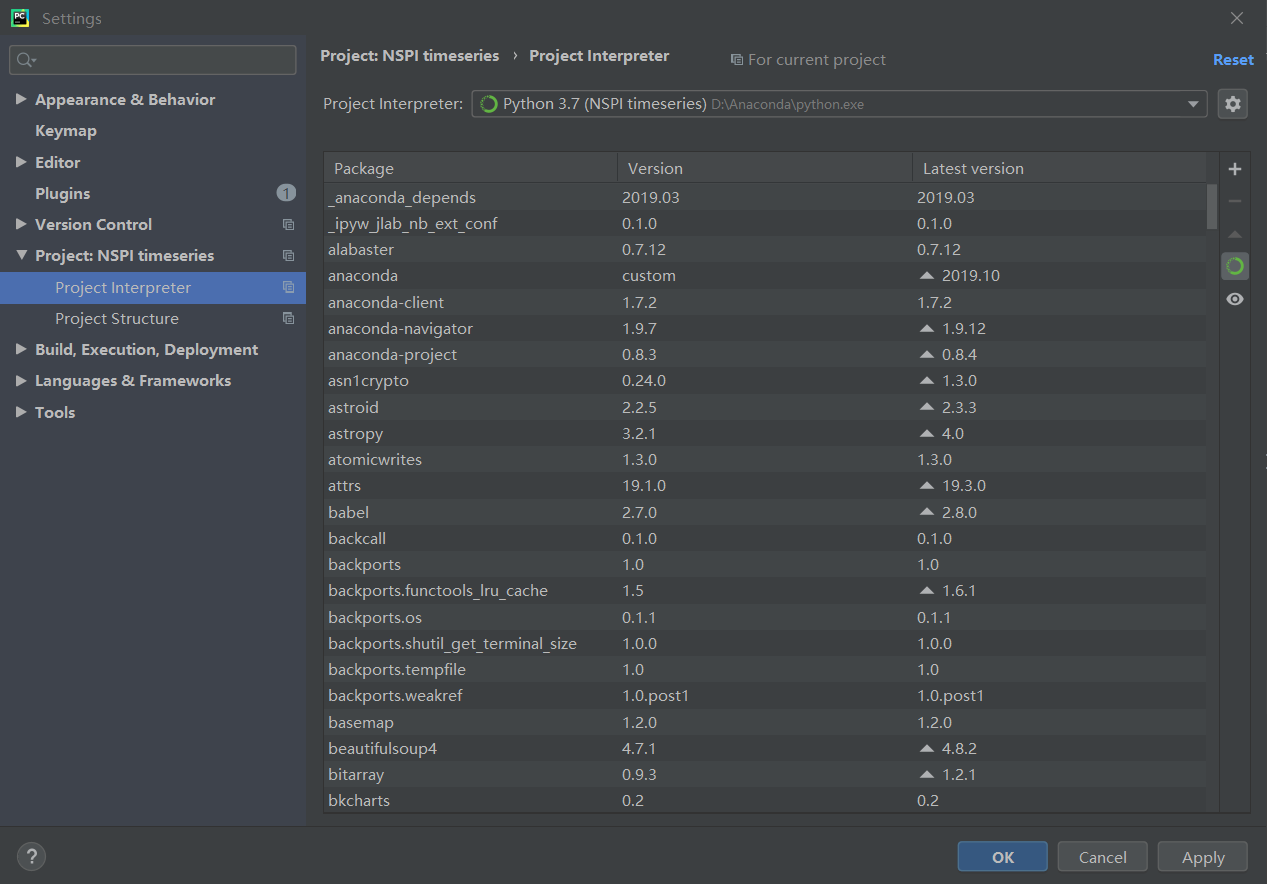 Settings
Project: NSPI timeseries › Project Interpreter For current project Reset
Appearance & Behavior
Keymap
Editor
Plugins 1
Version Control
Project: NSPI timeseries
Project Interpreter
Project Structure
Build, Execution, Deployment
Languages & Frameworks
Tools
Project Interpreter: Python 3.7 (NSPI timeseries) D:\Anaconda\python.exe
Package Version Latest version
_anaconda_depends 2019.03 2019.03
_ipyw_jlab_nb_ext_conf 0.1.0 0.1.0
alabaster 0.7.12 0.7.12
anaconda custom 2019.10
anaconda-client 1.7.2 1.7.2
anaconda-navigator 1.9.7 1.9.12
anaconda-project 0.8.3 0.8.4
asn1crypto 0.24.0 1.3.0
astroid 2.2.5 2.3.3
astropy 3.2.1 4.0
atomicwrites 1.3.0 1.3.0
attrs 19.1.0 19.3.0
babel 2.7.0 2.8.0
backcall 0.1.0 0.1.0
backports 1.0 1.0
backports.functools_lru_cache 1.5 1.6.1
backports.os 0.1.1 0.1.1
backports.shutil_get_terminal_size 1.0.0 1.0.0
backports.tempfile 1.0 1.0
backports.weakref 1.0.post1 1.0.post1
basemap 1.2.0 1.2.0
beautifulsoup4 4.7.1 4.8.2
bitarray 0.9.3 1.2.1
bkcharts 0.2 0.2
? OK Cancel Apply